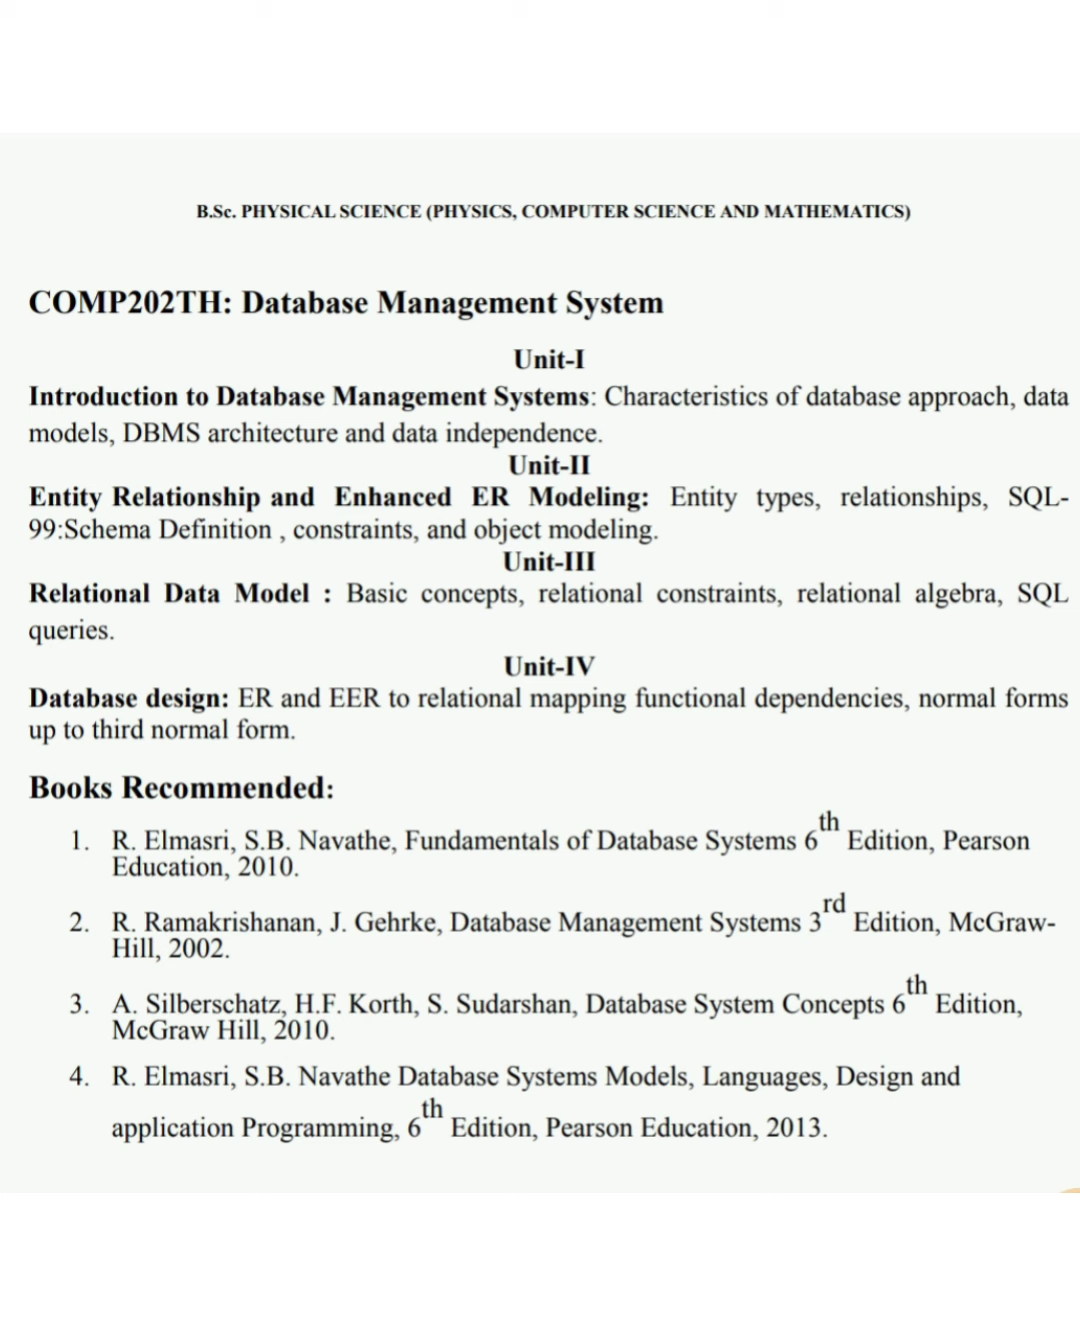 B.Sc. PHYSICAL SCIENCE (PHYSICS, COMPUTER SCIENCE AND MATHEMATICS)
COMP202TH: Database Management System
Unit-I
Introduction to Database Management Systems: Characteristics of database approach, data
models, DBMS architecture and data independence.
Unit-II
Entity Relationship and Enhanced ER Modeling: Entity types, relationships, SQL-
99:Schema Definition , constraints, and object modeling.
Unit-III
Relational Data Model : Basic concepts, relational constraints, relational algebra, SQL
queries.
Unit-IV
Database design: ER and EER to relational mapping functional dependencies, normal forms
up to third normal form.
Books Recommended:
1. R. Elmasri, S.B. Navathe, Fundamentals of Database Systems 6th Edition, Pearson
Education, 2010.
2. R. Ramakrishanan, J. Gehrke, Database Management Systems 3rd Edition, McGraw-
Hill, 2002.
3. A. Silberschatz, H.F. Korth, S. Sudarshan, Database System Concepts 6th Edition,
McGraw Hill, 2010.
4. R. Elmasri, S.B. Navathe Database Systems Models, Languages, Design and
application Programming, 6th Edition, Pearson Education, 2013.